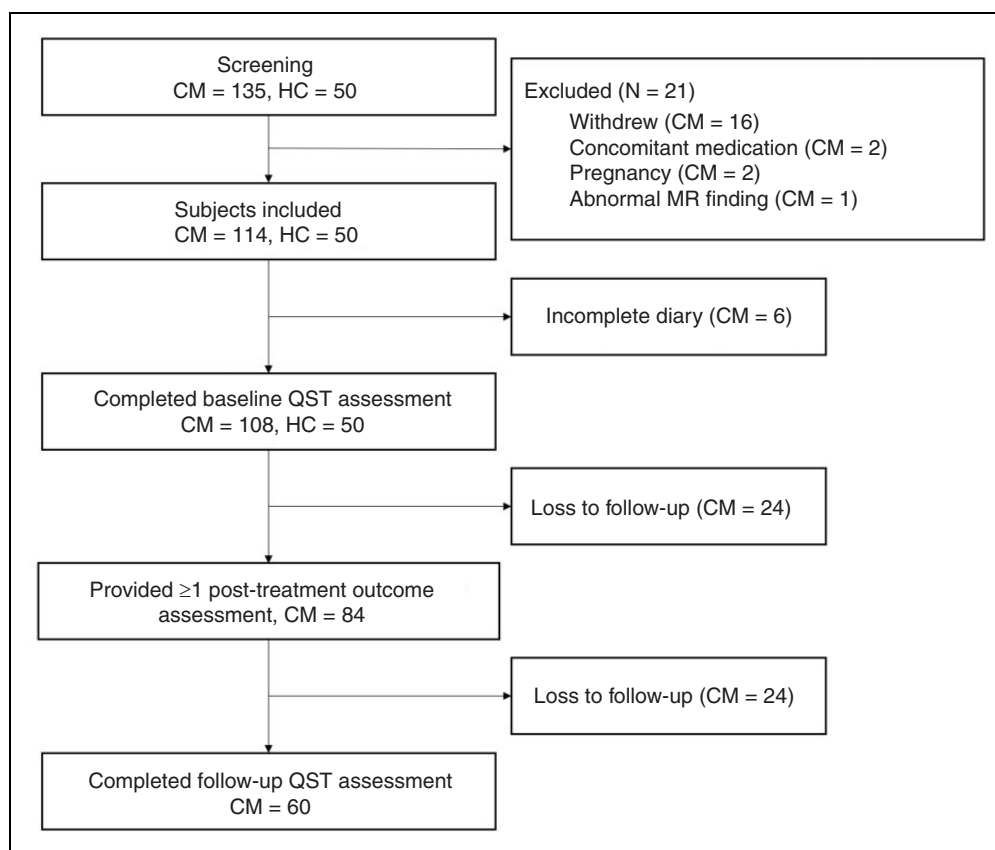 Screening
CM = 135, HC = 50
Excluded (N = 21)
Withdrew (CM = 16)
Concomitant medication (CM = 2)
Pregnancy (CM = 2)
Abnormal MR finding (CM = 1)
Subjects included
CM = 114, HC = 50
Incomplete diary (CM = 6)
Completed baseline QST assessment
CM = 108, HC = 50
Loss to follow-up (CM = 24)
Provided ≥1 post-treatment outcome
assessment, CM = 84
Loss to follow-up (CM = 24)
Completed follow-up QST assessment
CM = 60